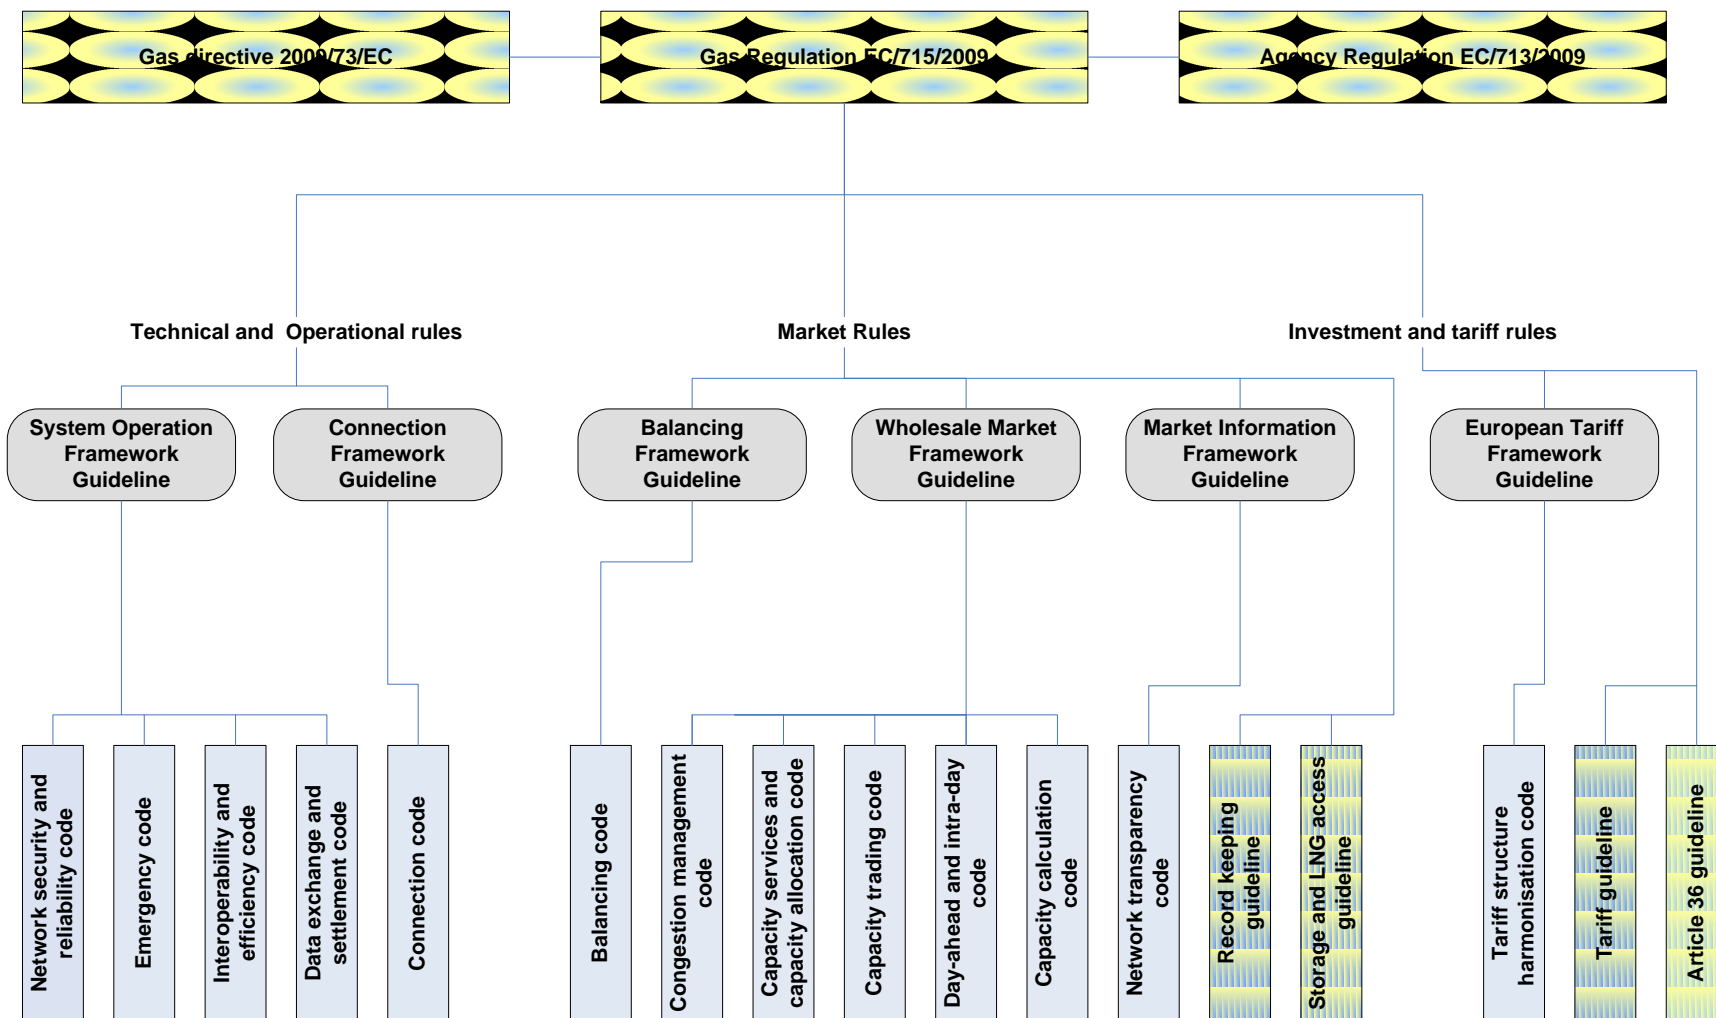 Gas directive 2009/73/EC
Gas Regulation EC/715/2009
Agency Regulation EC/713/2009
Technical and Operational rules
Market Rules
Investment and tariff rules
System Operation
Framework
Guideline
Connection
Framework
Guideline
Balancing
Framework
Guideline
Wholesale Market
Framework
Guideline
Market Information
Framework
Guideline
European Tariff
Framework
Guideline
Network security and
reliability code
Emergency code
Interoperability and
efficiency code
Data exchange and
settlement code
Connection code
Balancing code
Congestion management
code
Capacity services and
capacity allocation code
Capacity trading code
Day-ahead and intra-day
code
Capacity calculation
code
Network transparency
code
Record keeping
guideline
Storage and LNG access
guideline
Tariff structure
harmonisation code
Tariff guideline
Article 36 guideline